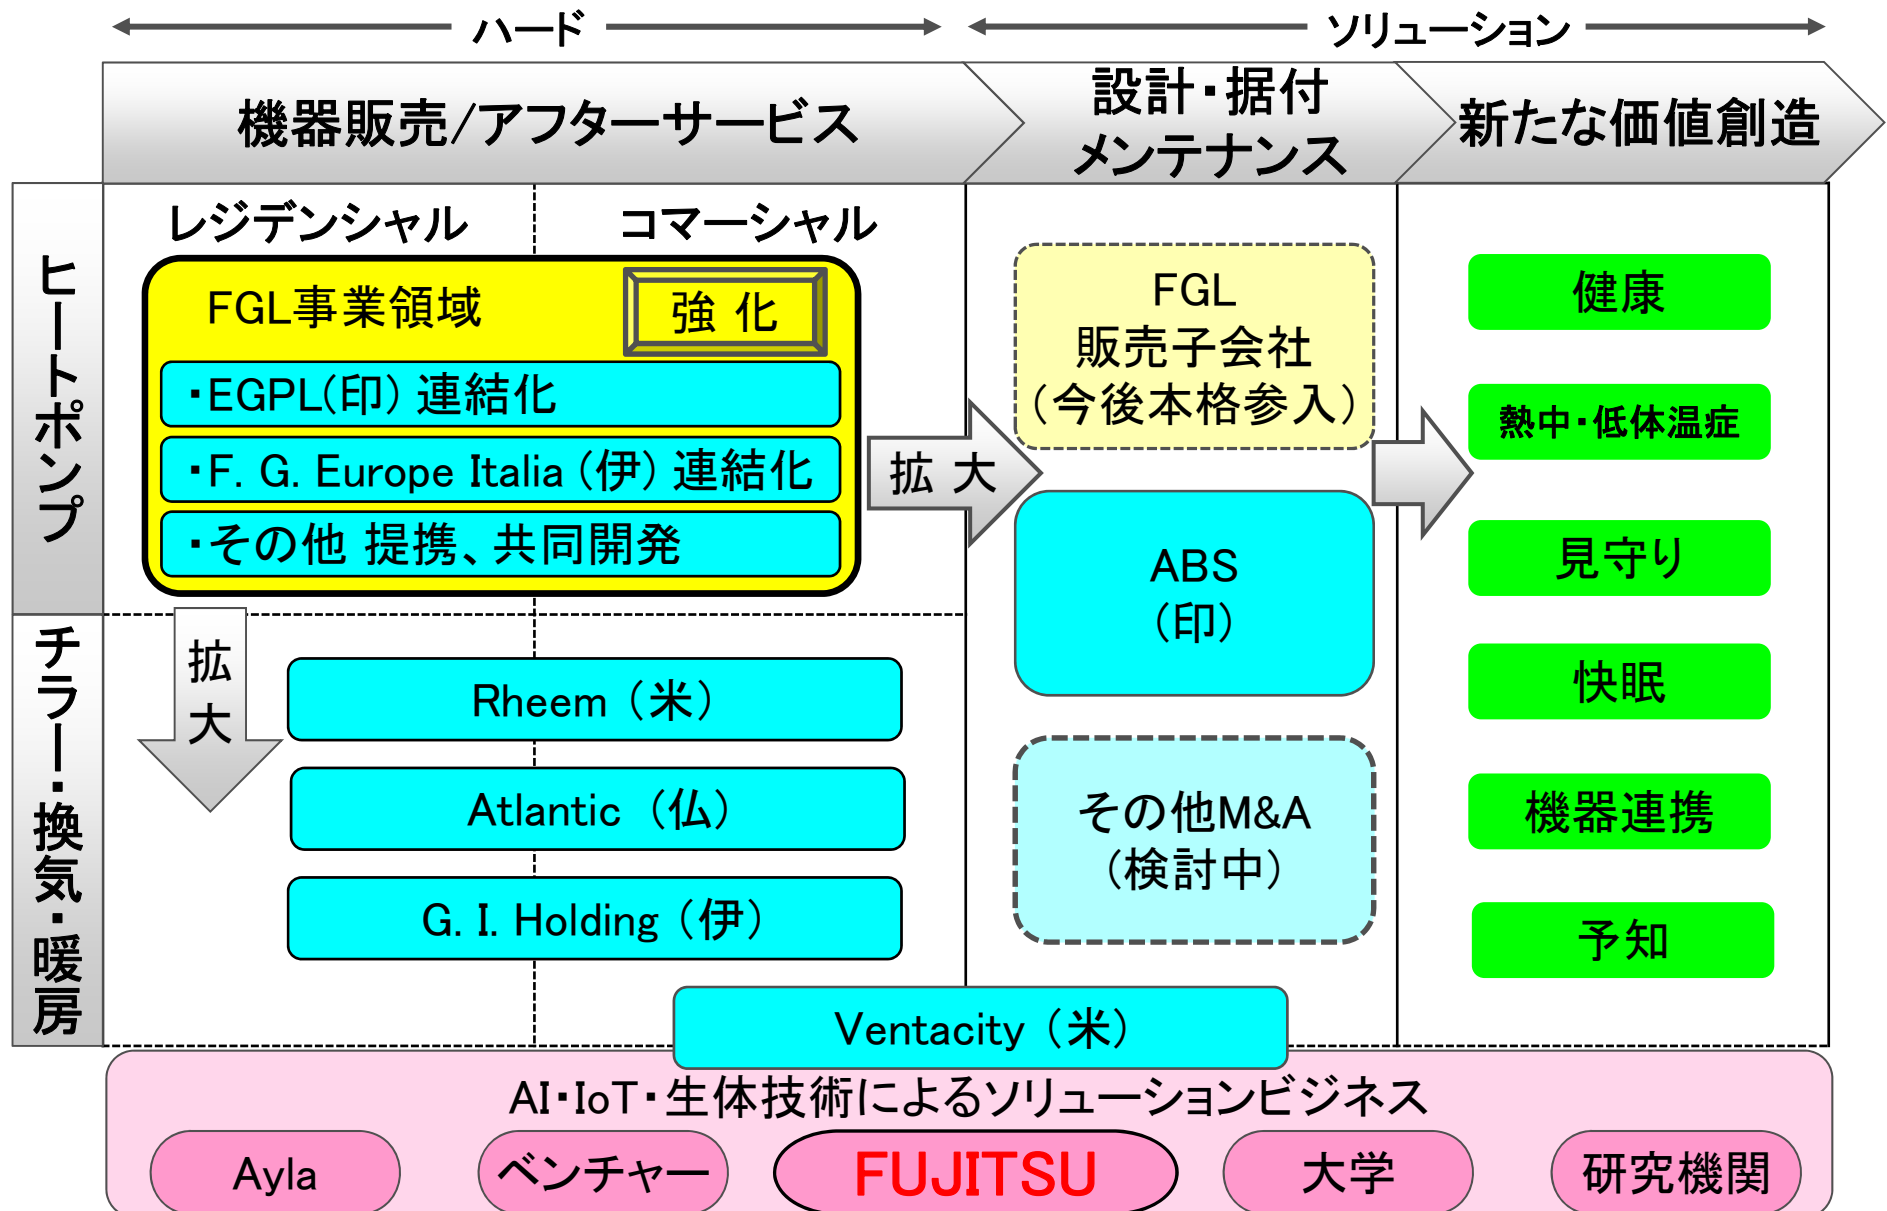 ハード
ソリューション
機器販売/アフターサービス
設計・据付
メンテナンス
新たな価値創造
ヒートポンプ
レジデンシャル
コマーシャル
FGL事業領域
強 化
・EGPL(印) 連結化
・F. G. Europe Italia (伊) 連結化
・その他 提携、共同開発
拡 大
FGL
販売子会社
(今後本格参入)
ABS
(印)
その他M&A
(検討中)
健康
熱中・低体温症
見守り
快眠
機器連携
予知
チラー・換気・暖房
拡
大
Rheem (米)
Atlantic (仏)
G. I. Holding (伊)
Ventacity (米)
AI・IoT・生体技術によるソリューションビジネス
Ayla
ベンチャー
FUJITSU
大学
研究機関